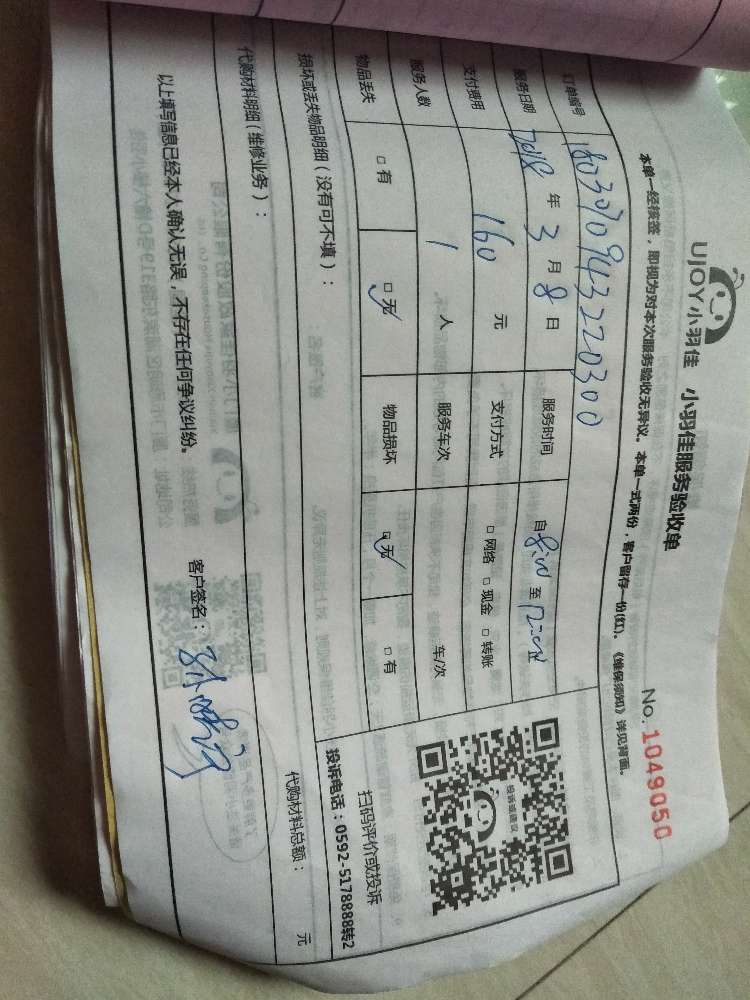 UJOY小羽佳 小羽佳服务验收单
No. 1049050
本单一经核签，即视为对本次服务验收无异议。本单一式两份，客户留存一份(红)。《维保须知》详见背面。
订单编号 1803070943220300
服务日期 2018 年 3 月 8 日 服务时间 自 8:00 至 12:00
支付费用 160 元 支付方式 □ 网络 □ 现金 □ 转账
服务人数 1 人 服务车次 车/次
物品丢失 □ 有 □ 无 物品损坏 □ 无 □ 有
投诉或建议
扫码评价或投诉
投诉电话：0592-5178888转2
损坏或丢失物品明细（没有可不填）：
代购材料明细（维修业务）：
代购材料总额： 元
以上填写信息已经本人确认无误，不存在任何争议纠纷。
客户签名：